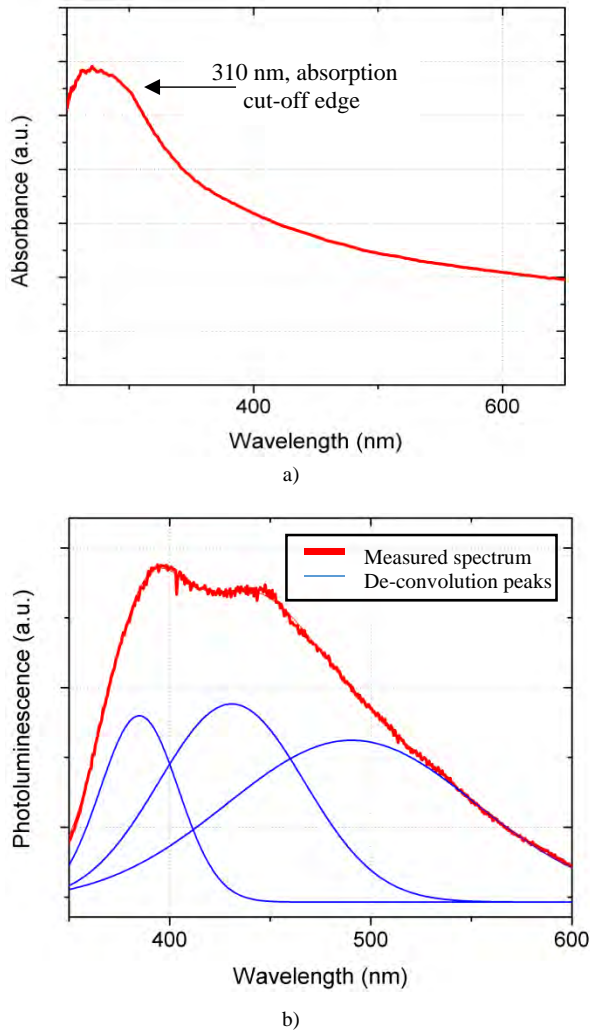 310 nm, absorption
cut-off edge
Absorbance (a.u.)
400
600
Wavelength (nm)
a)
Measured spectrum
De-convolution peaks
Photoluminescence (a.u.)
400
500
600
Wavelength (nm)
b)